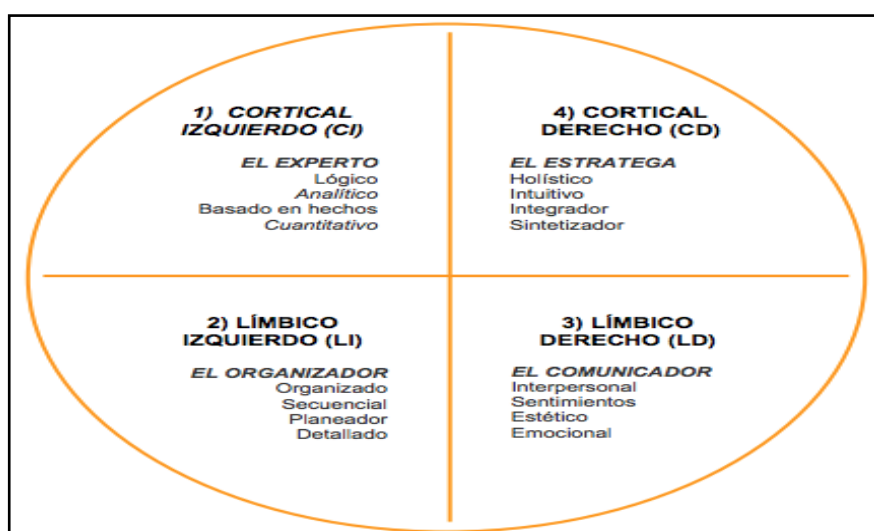 1) CORTICAL
IZQUIERDO (CI)
EL EXPERTO
Lógico
Analítico
Basado en hechos
Cuantitativo
4) CORTICAL
DERECHO (CD)
EL ESTRATEGA
Holístico
Intuitivo
Integrador
Sintetizador
2) LÍMBICO
IZQUIERDO (LI)
EL ORGANIZADOR
Organizado
Secuencial
Planeador
Detallado
3) LÍMBICO
DERECHO (LD)
EL COMUNICADOR
Interpersonal
Sentimientos
Estético
Emocional